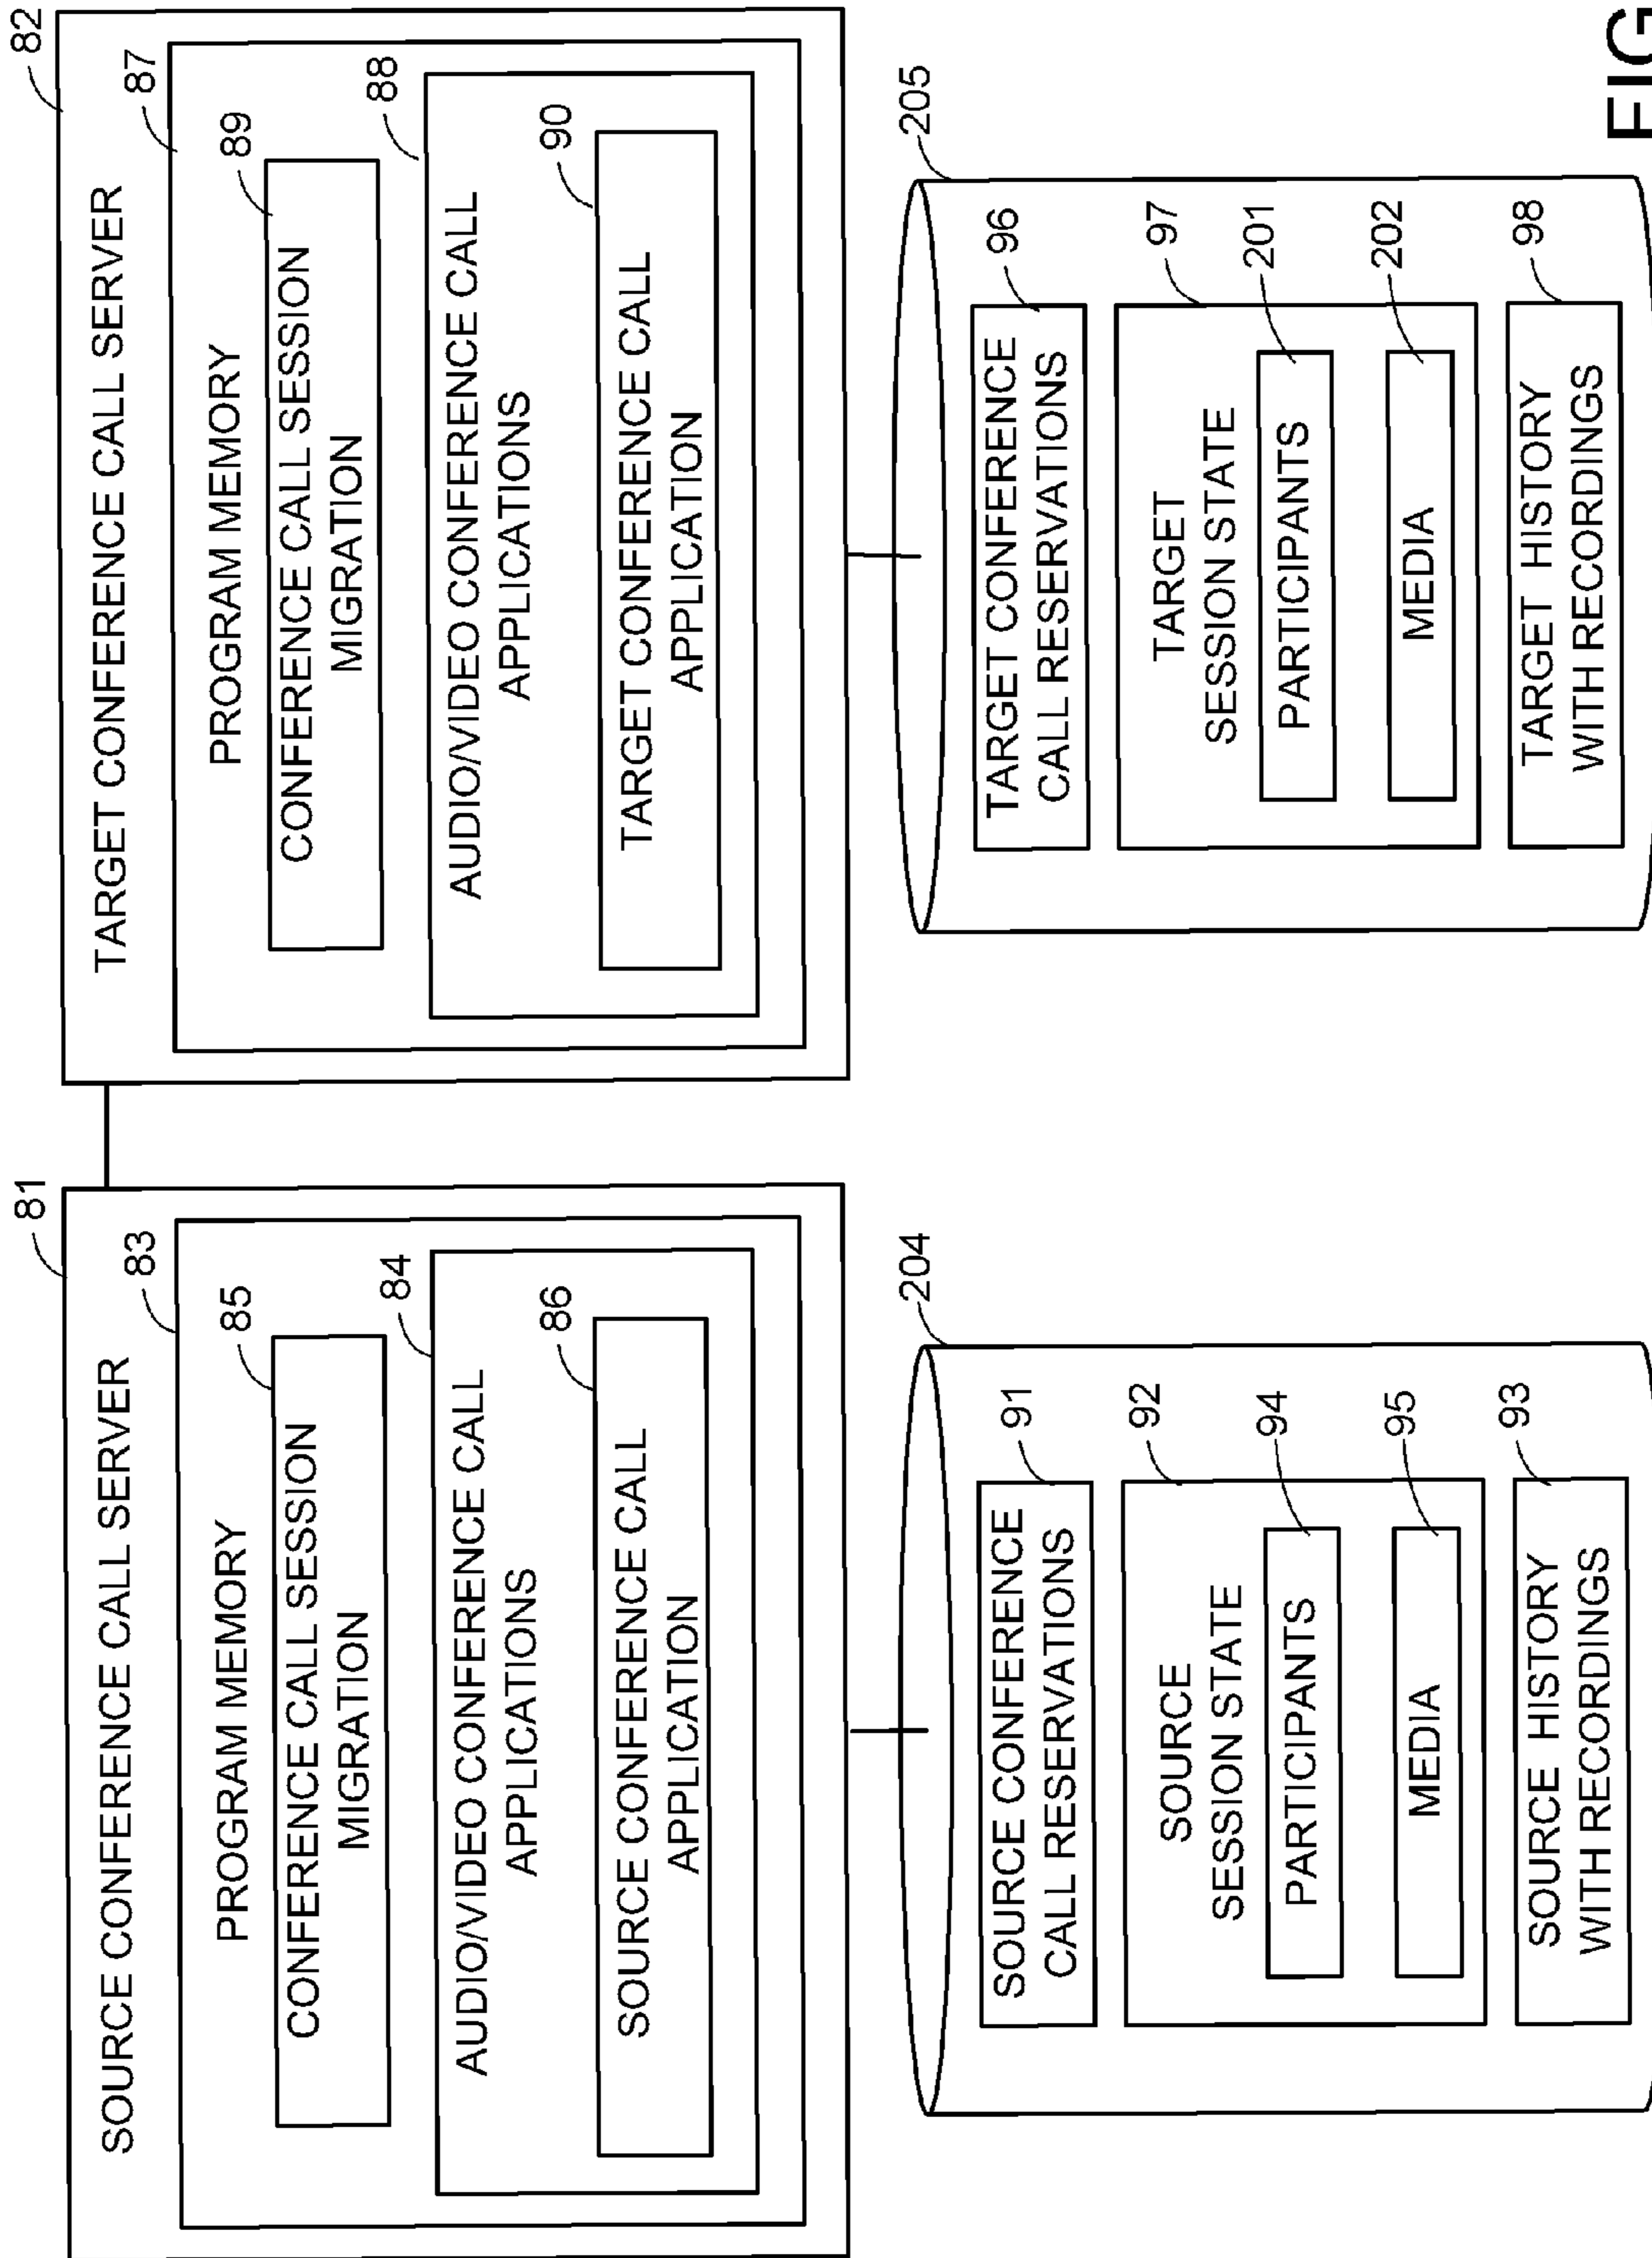 SOURCE CONFERENCE CALL SERVER
81
PROGRAM MEMORY
83
CONFERENCE CALL SESSION
MIGRATION
85
AUDIO/VIDEO CONFERENCE CALL
APPLICATIONS
84
SOURCE CONFERENCE CALL
APPLICATION
86
204
SOURCE CONFERENCE
CALL RESERVATIONS
91
SOURCE
SESSION STATE
92
PARTICIPANTS
94
MEDIA
95
SOURCE HISTORY
WITH RECORDINGS
93
TARGET CONFERENCE CALL SERVER
82
PROGRAM MEMORY
87
CONFERENCE CALL SESSION
MIGRATION
89
AUDIO/VIDEO CONFERENCE CALL
APPLICATIONS
88
TARGET CONFERENCE CALL
APPLICATION
90
205
TARGET CONFERENCE
CALL RESERVATIONS
96
TARGET
SESSION STATE
97
PARTICIPANTS
201
MEDIA
202
TARGET HISTORY
WITH RECORDINGS
98
FIG